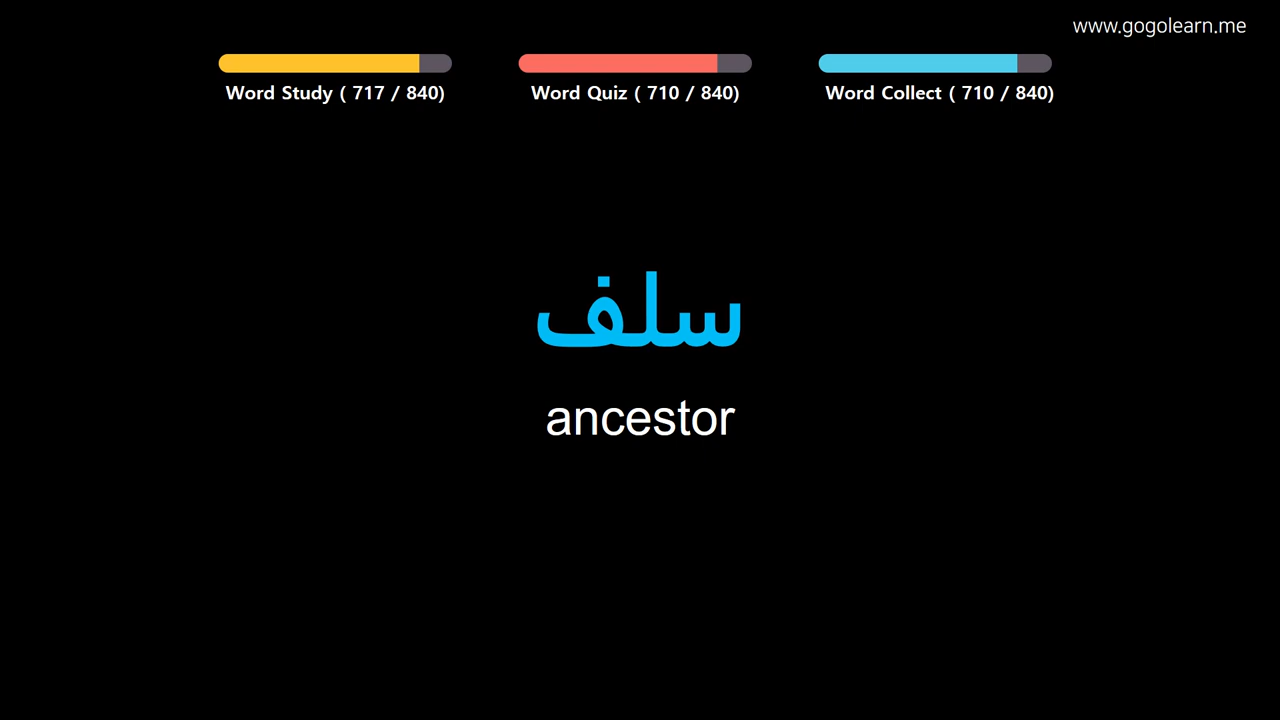 www.gogolearn.me
Word Study ( 717 / 840)
Word Quiz ( 710 / 840)
Word Collect ( 710 / 840)
سلف
ancestor